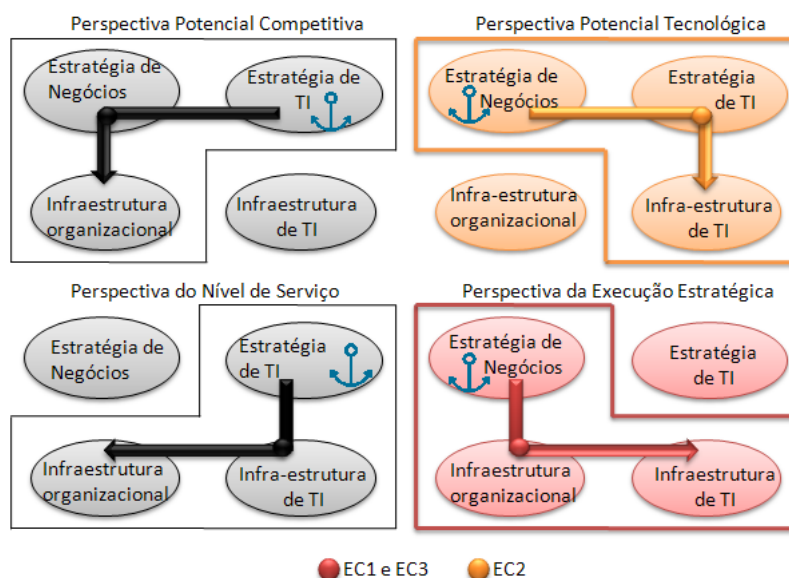 Perspectiva Potencial Competitiva
Estratégia de
Negócios
Estratégia de
TI
Infraestrutura
organizacional
Infraestrutura
de TI
Perspectiva Potencial Tecnológica
Estratégia de
Negócios
Estratégia
de TI
Infra-estrutura
organizacional
Infra-estrutura
de TI
Perspectiva do Nível de Serviço
Estratégia de
Negócios
Estratégia
de TI
Infraestrutura
organizacional
Infra-estrutura
de TI
Perspectiva da Execução Estratégica
Estratégia de
Negócios
Estratégia
de TI
Infraestrutura
organizacional
Infraestrutura
de TI
EC1 e EC3
EC2